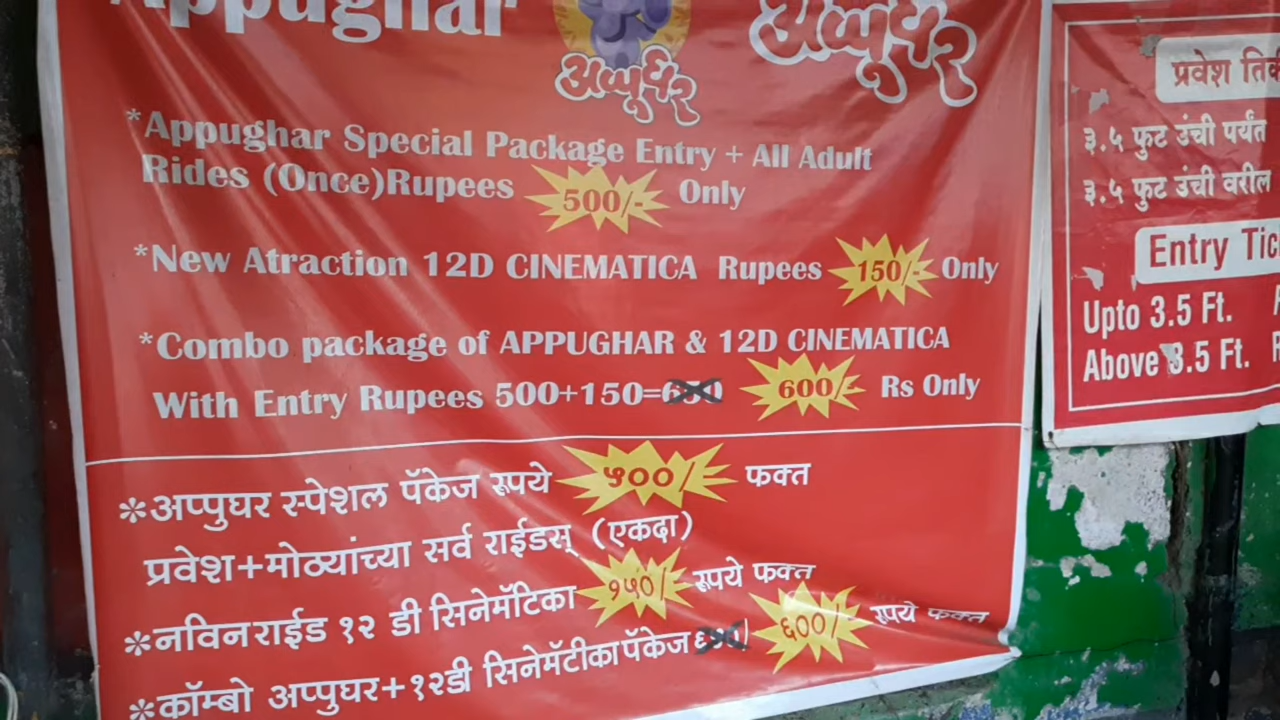 Appughar
अप्पूघर
अप्पूघर
*Appughar Special Package Entry + All Adult
Rides (Once)Rupees 500/- Only
*New Atraction 12D CINEMATICA Rupees 150/- Only
*Combo package of APPUGHAR & 12D CINEMATICA
With Entry Rupees 500+150=650 600/- Rs Only
*अप्पुघर स्पेशल पॅकेज रूपये ५००/- फक्त
प्रवेश+मोठ्यांच्या सर्व राईडस् (एकदा)
*नविन राईड १२ डी सिनेमॅटिका १५०/- रूपये फक्त
*कॉम्बो अप्पुघर+१२डी सिनेमॅटीका पॅकेज ६५०/ ६००/- रूपये फक्त
प्रवेश
३.५ फुट उंची पर्यंत
३.५ फुट उंची वरील
Entry
Upto 3.5 Ft.
Above 3.5 Ft.